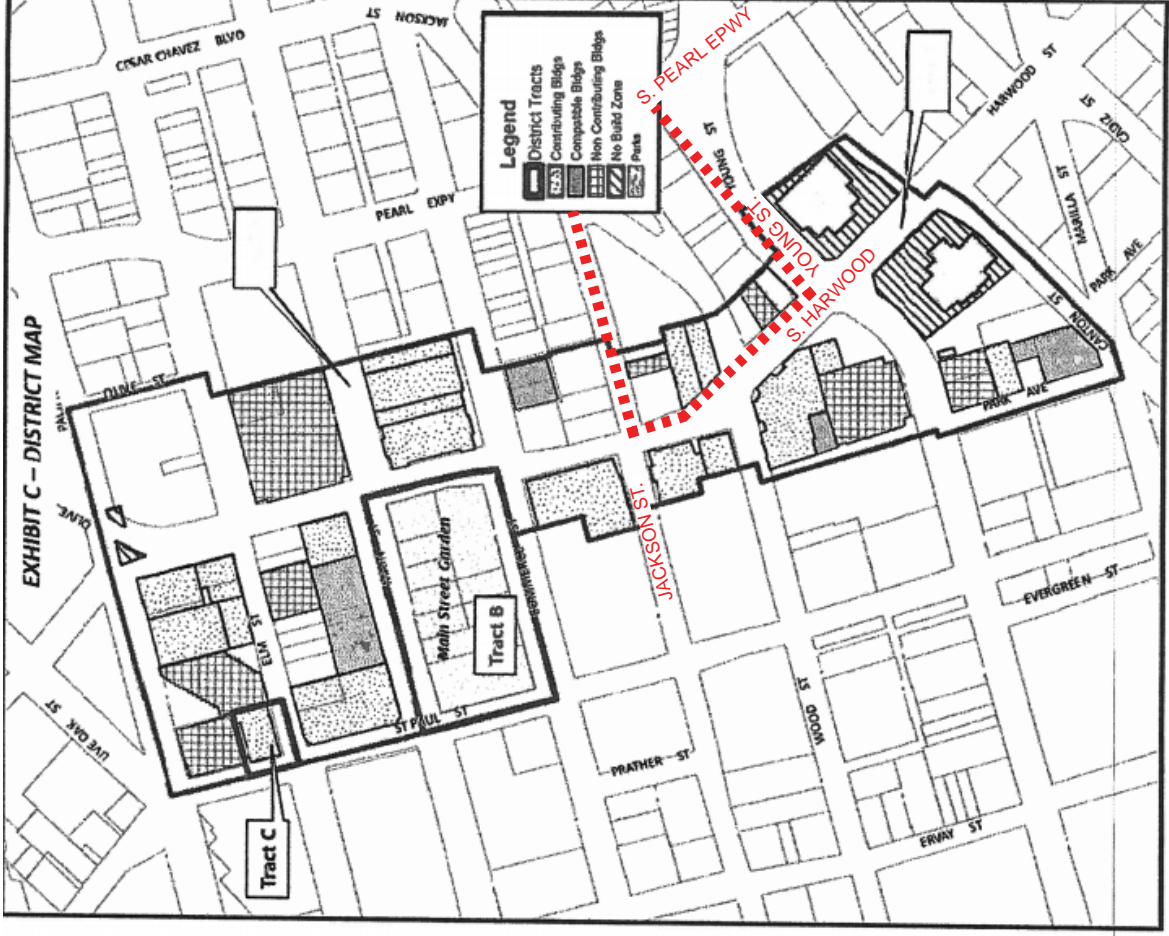 EXHIBIT C – DISTRICT MAP
CESAR CHAVEZ BLVD
JACKSON ST
PEARL EXPY
Legend
District Tracts
Contributing Bldgs
Compatible Bldgs
Non Contributing Bldgs
No Build Zone
Parks
S. PEARL EPWY
YOUNG ST
YOUNG ST.
S. HARWOOD
HARWOOD ST
CADIZ ST
MARILLA ST
PARK AVE
CANTON ST
PARK AVE
OLIVE ST
OLIVE
ELM ST
Main Street Garden
Tract B
ST PAUL ST
JACKSON ST.
EVERGREEN ST
WOOD ST
PRATHER ST
ERVAY ST
LIVE OAK ST
Tract C